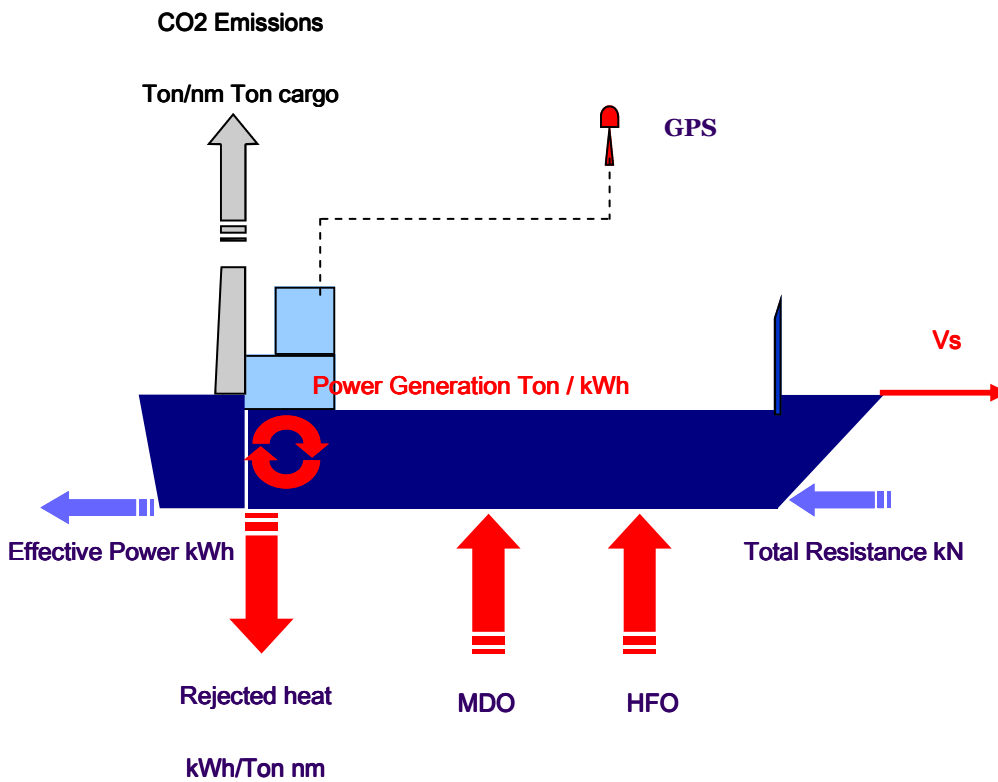 CO2 Emissions
Ton/nm Ton cargo
GPS
Vs
Power Generation Ton / kWh
Effective Power kWh
Total Resistance kN
Rejected heat
kWh/Ton nm
MDO
HFO